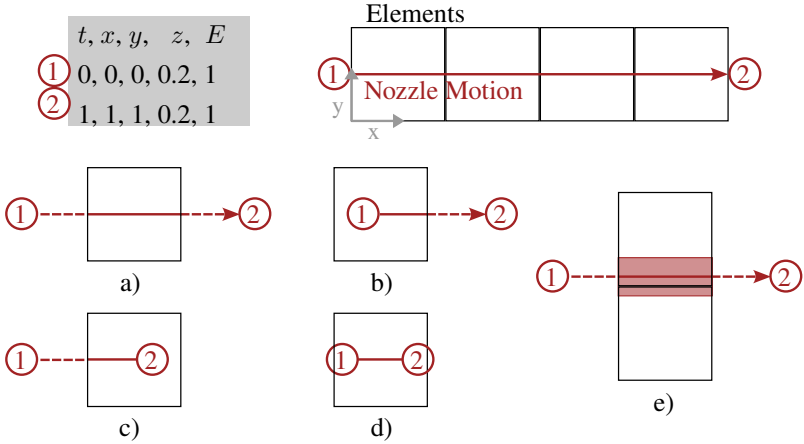 t, x, y, z, E
① 0, 0, 0, 0.2, 1
② 1, 1, 1, 0.2, 1
Elements
① ②
Nozzle Motion
y
x
① ②
a)
① ②
b)
① ②
c)
① ②
d)
① ②
e)